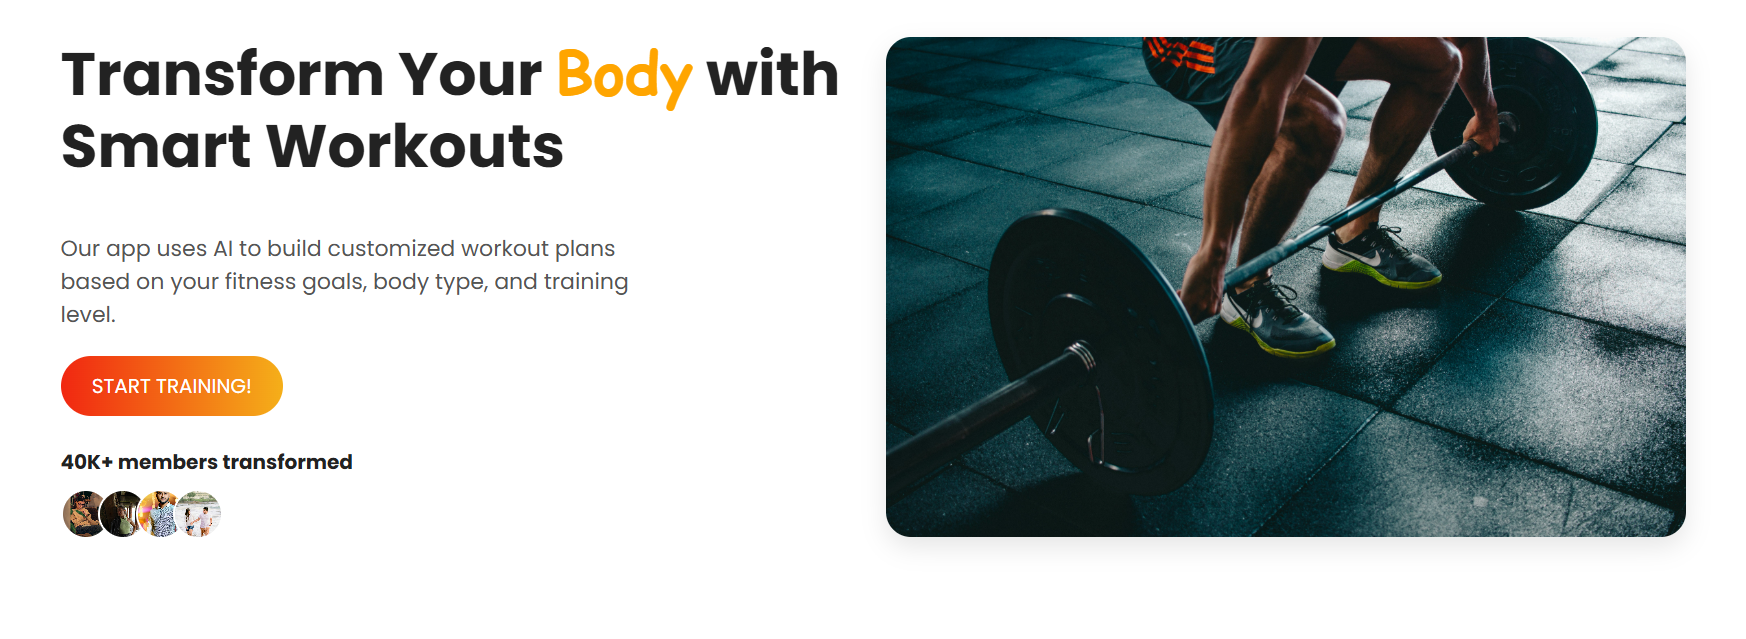 Transform Your Body with
Smart Workouts
Our app uses AI to build customized workout plans
based on your fitness goals, body type, and training
level.
START TRAINING!
40K+ members transformed